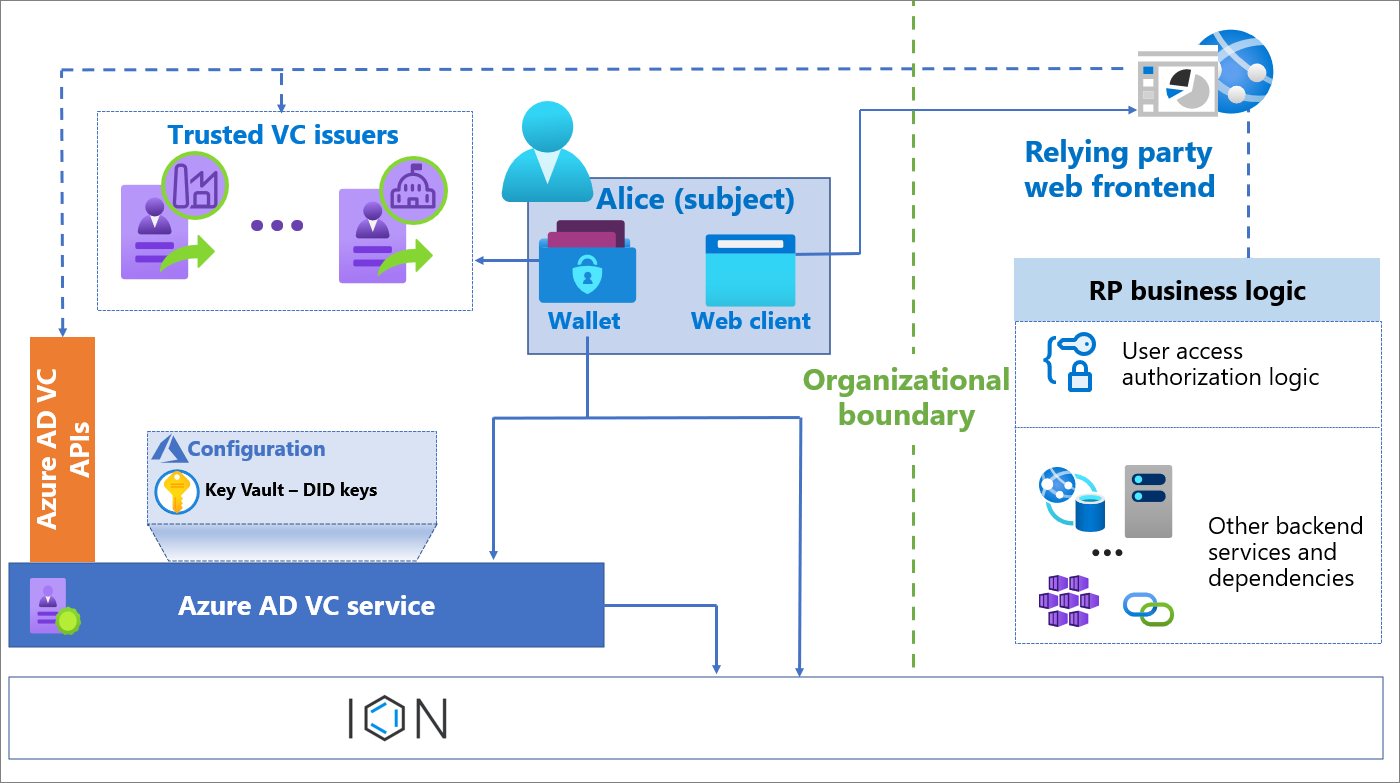 Trusted VC issuers
Alice (subject)
Wallet
Web client
Relying party
web frontend
Organizational
boundary
RP business logic
User access
authorization logic
Other backend
services and
dependencies
Azure AD VC
APIs
Configuration
Key Vault – DID keys
Azure AD VC service
ION